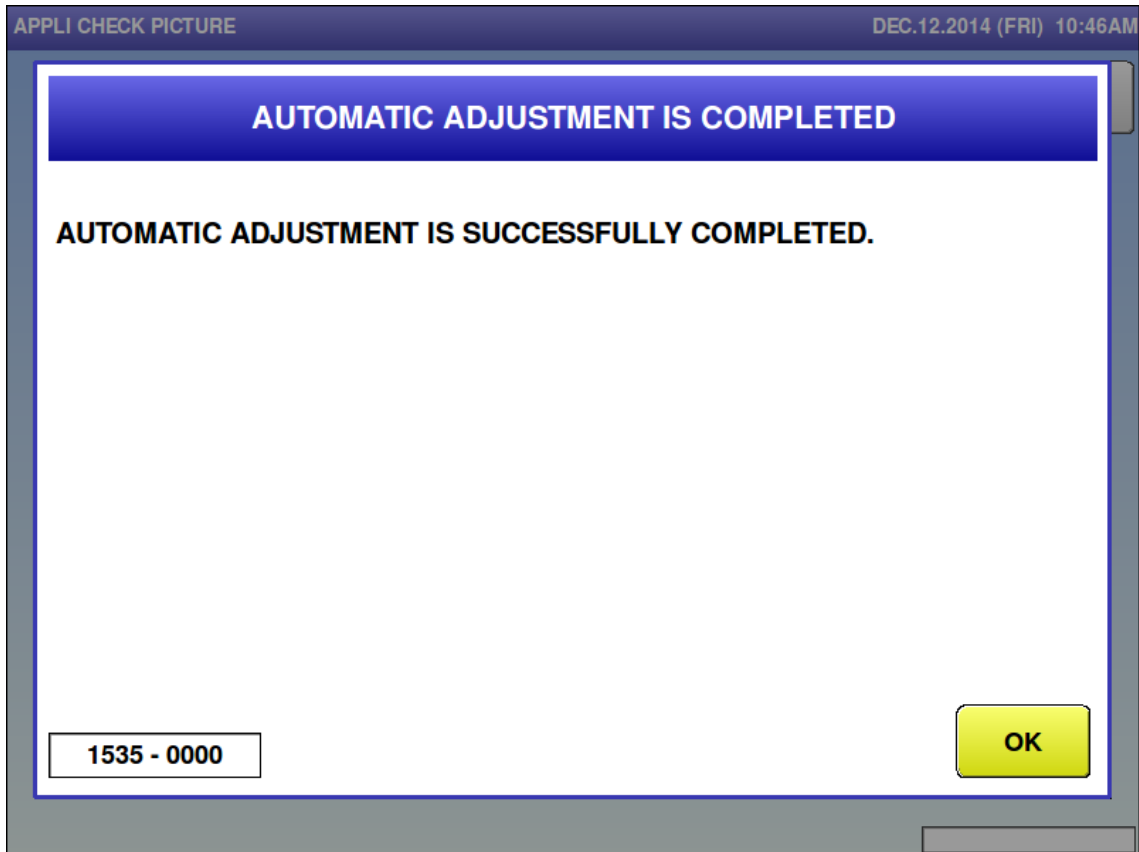 APPLI CHECK PICTURE DEC.12.2014 (FRI) 10:46AM
AUTOMATIC ADJUSTMENT IS COMPLETED
AUTOMATIC ADJUSTMENT IS SUCCESSFULLY COMPLETED.
1535 - 0000
OK